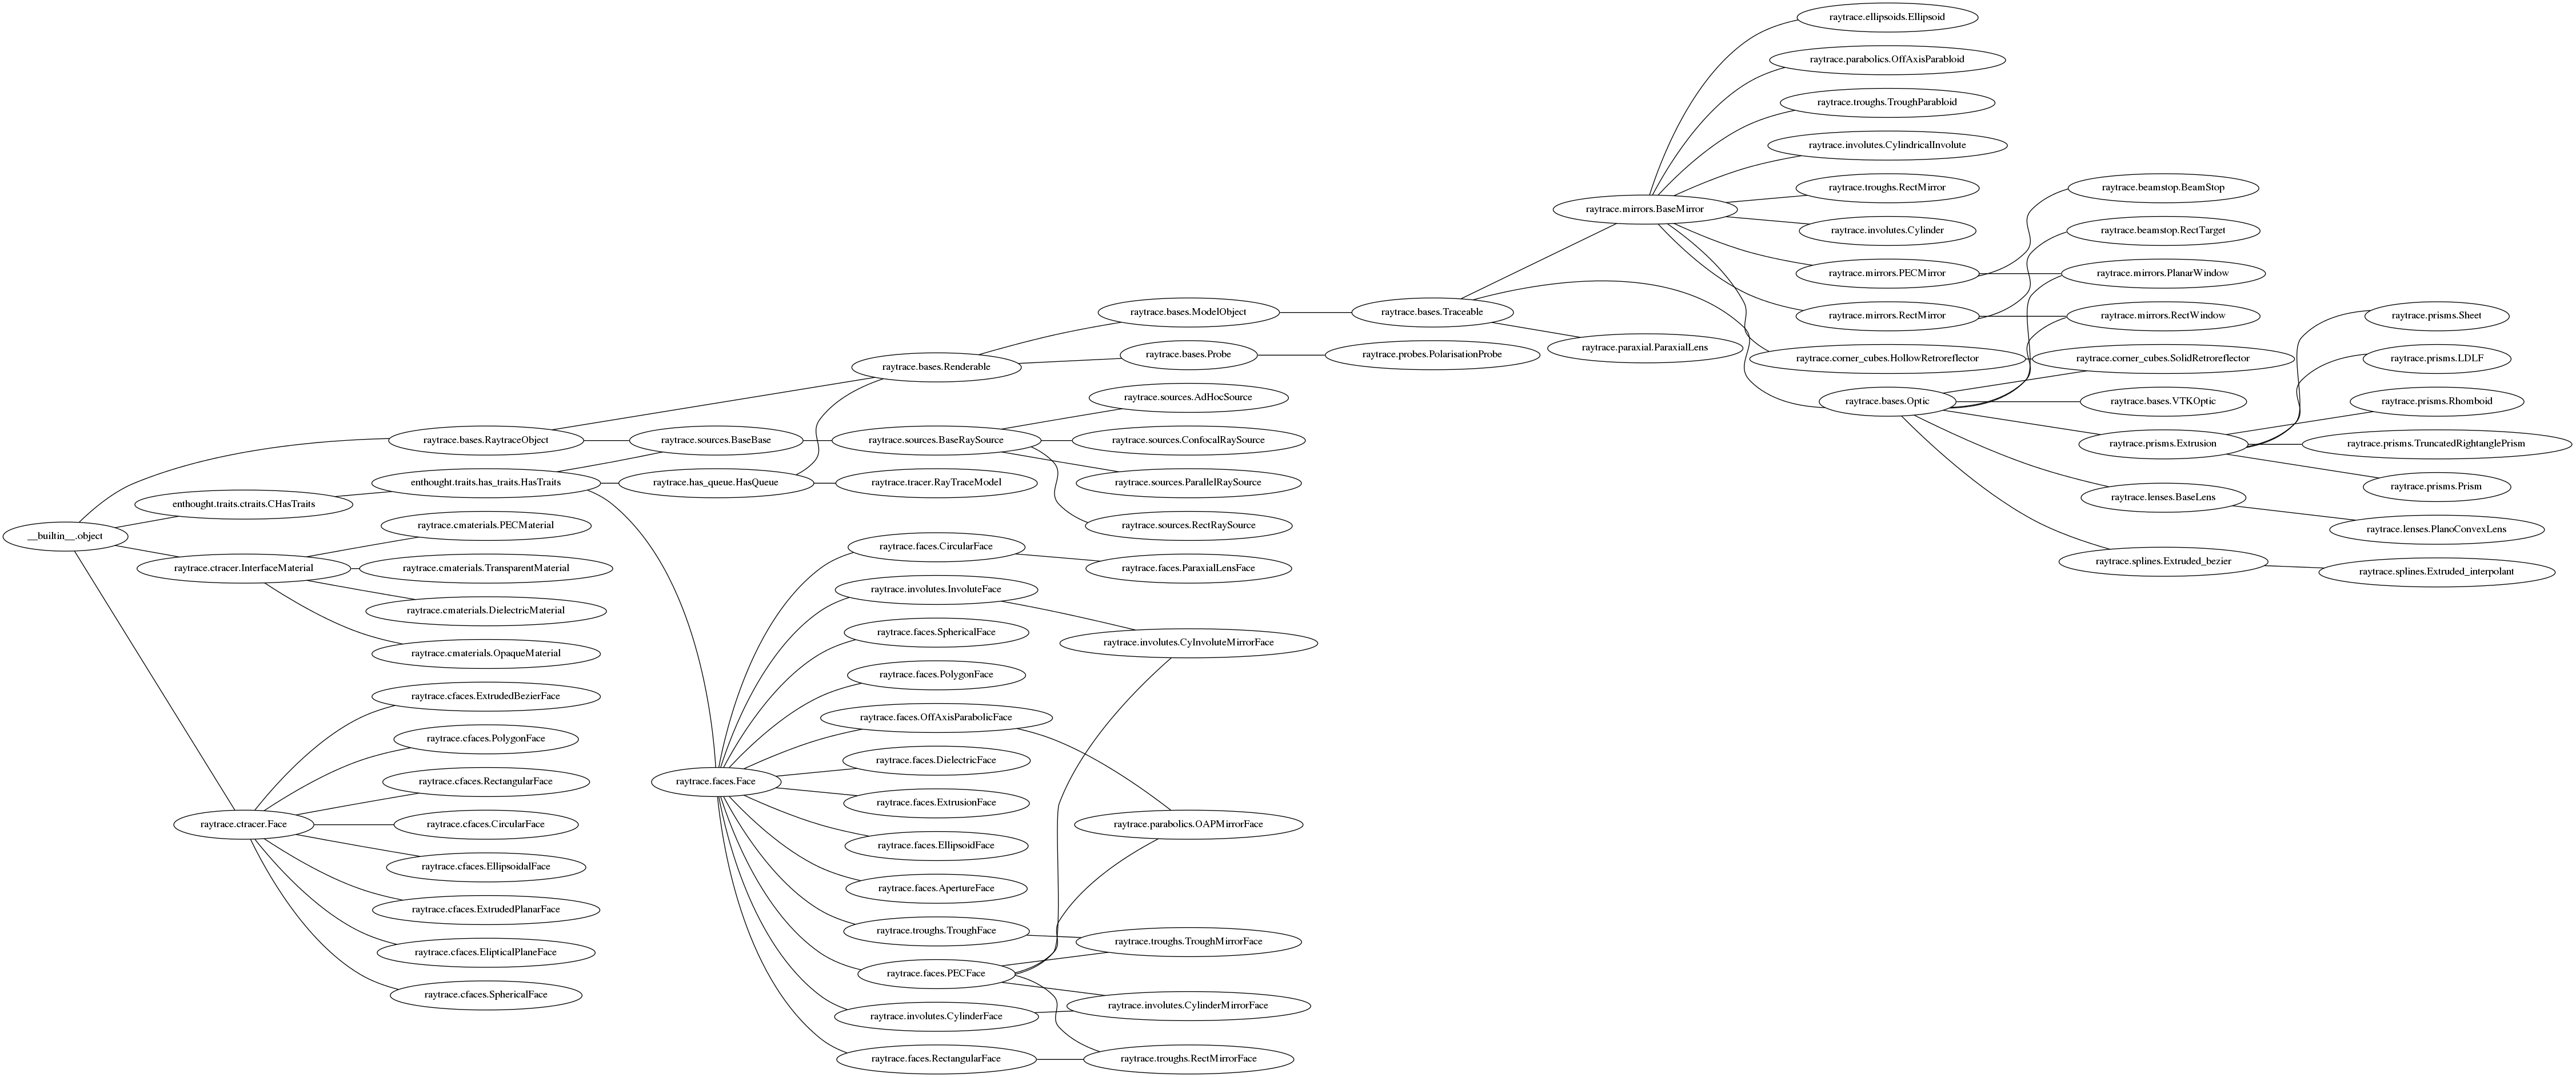 __builtin__.object
raytrace.bases.RaytraceObject
enthought.traits.ctraits.CHasTraits
enthought.traits.has_traits.HasTraits
raytrace.ctracer.InterfaceMaterial
raytrace.cmaterials.PECMaterial
raytrace.cmaterials.TransparentMaterial
raytrace.cmaterials.DielectricMaterial
raytrace.cmaterials.OpaqueMaterial
raytrace.ctracer.Face
raytrace.cfaces.ExtrudedBezierFace
raytrace.cfaces.PolygonFace
raytrace.cfaces.RectangularFace
raytrace.cfaces.CircularFace
raytrace.cfaces.EllipsoidalFace
raytrace.cfaces.ExtrudedPlanarFace
raytrace.cfaces.ElipticalPlaneFace
raytrace.cfaces.SphericalFace
raytrace.sources.BaseBase
raytrace.has_queue.HasQueue
raytrace.faces.Face
raytrace.bases.Renderable
raytrace.sources.BaseRaySource
raytrace.tracer.RayTraceModel
raytrace.faces.CircularFace
raytrace.involutes.InvoluteFace
raytrace.faces.SphericalFace
raytrace.faces.PolygonFace
raytrace.faces.OffAxisParabolicFace
raytrace.faces.DielectricFace
raytrace.faces.ExtrusionFace
raytrace.faces.EllipsoidFace
raytrace.faces.ApertureFace
raytrace.troughs.TroughFace
raytrace.faces.PECFace
raytrace.involutes.CylinderFace
raytrace.faces.RectangularFace
raytrace.bases.ModelObject
raytrace.bases.Probe
raytrace.sources.AdHocSource
raytrace.sources.ConfocalRaySource
raytrace.sources.ParallelRaySource
raytrace.sources.RectRaySource
raytrace.faces.ParaxialLensFace
raytrace.involutes.CyInvoluteMirrorFace
raytrace.parabolics.OAPMirrorFace
raytrace.troughs.TroughMirrorFace
raytrace.involutes.CylinderMirrorFace
raytrace.troughs.RectMirrorFace
raytrace.bases.Traceable
raytrace.probes.PolarisationProbe
raytrace.mirrors.BaseMirror
raytrace.paraxial.ParaxialLens
raytrace.ellipsoids.Ellipsoid
raytrace.parabolics.OffAxisParabloid
raytrace.troughs.TroughParabloid
raytrace.involutes.CylindricalInvolute
raytrace.troughs.RectMirror
raytrace.involutes.Cylinder
raytrace.mirrors.PECMirror
raytrace.mirrors.RectMirror
raytrace.corner_cubes.HollowRetroreflector
raytrace.bases.Optic
raytrace.beamstop.BeamStop
raytrace.beamstop.RectTarget
raytrace.mirrors.PlanarWindow
raytrace.mirrors.RectWindow
raytrace.corner_cubes.SolidRetroreflector
raytrace.bases.VTKOptic
raytrace.prisms.Extrusion
raytrace.lenses.BaseLens
raytrace.splines.Extruded_bezier
raytrace.prisms.Sheet
raytrace.prisms.LDLF
raytrace.prisms.Rhomboid
raytrace.prisms.TruncatedRightanglePrism
raytrace.prisms.Prism
raytrace.lenses.PlanoConvexLens
raytrace.splines.Extruded_interpolant